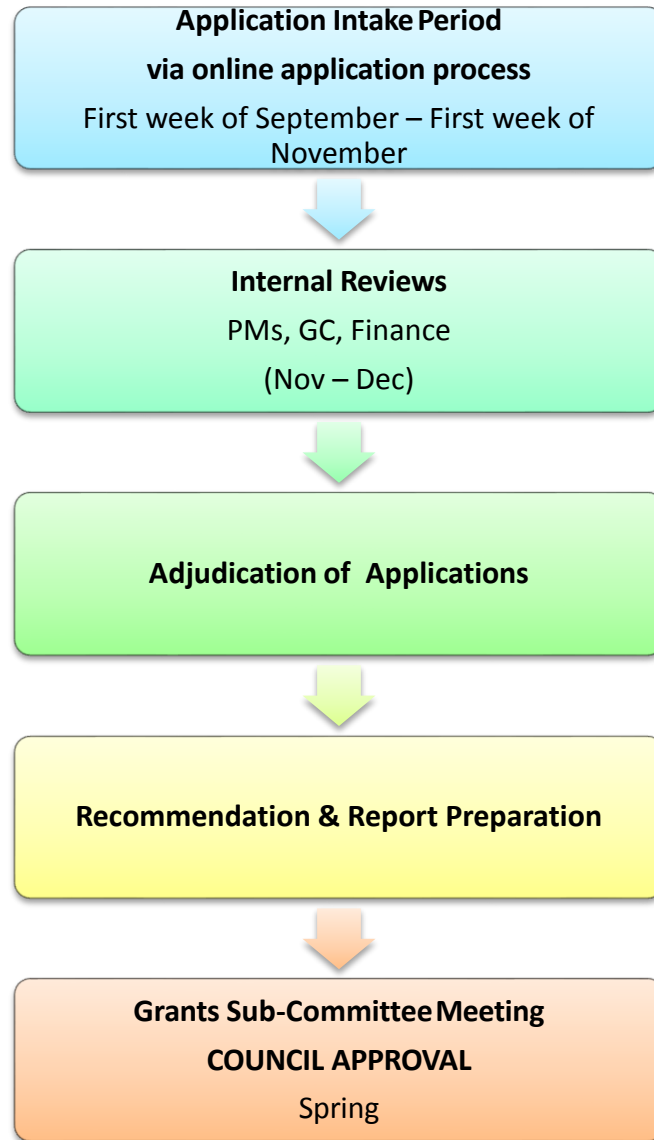 Application Intake Period
via online application process
First week of September – First week of
November
Internal Reviews
PMs, GC, Finance
(Nov – Dec)
Adjudication of Applications
Recommendation & Report Preparation
Grants Sub-Committee Meeting
COUNCIL APPROVAL
Spring